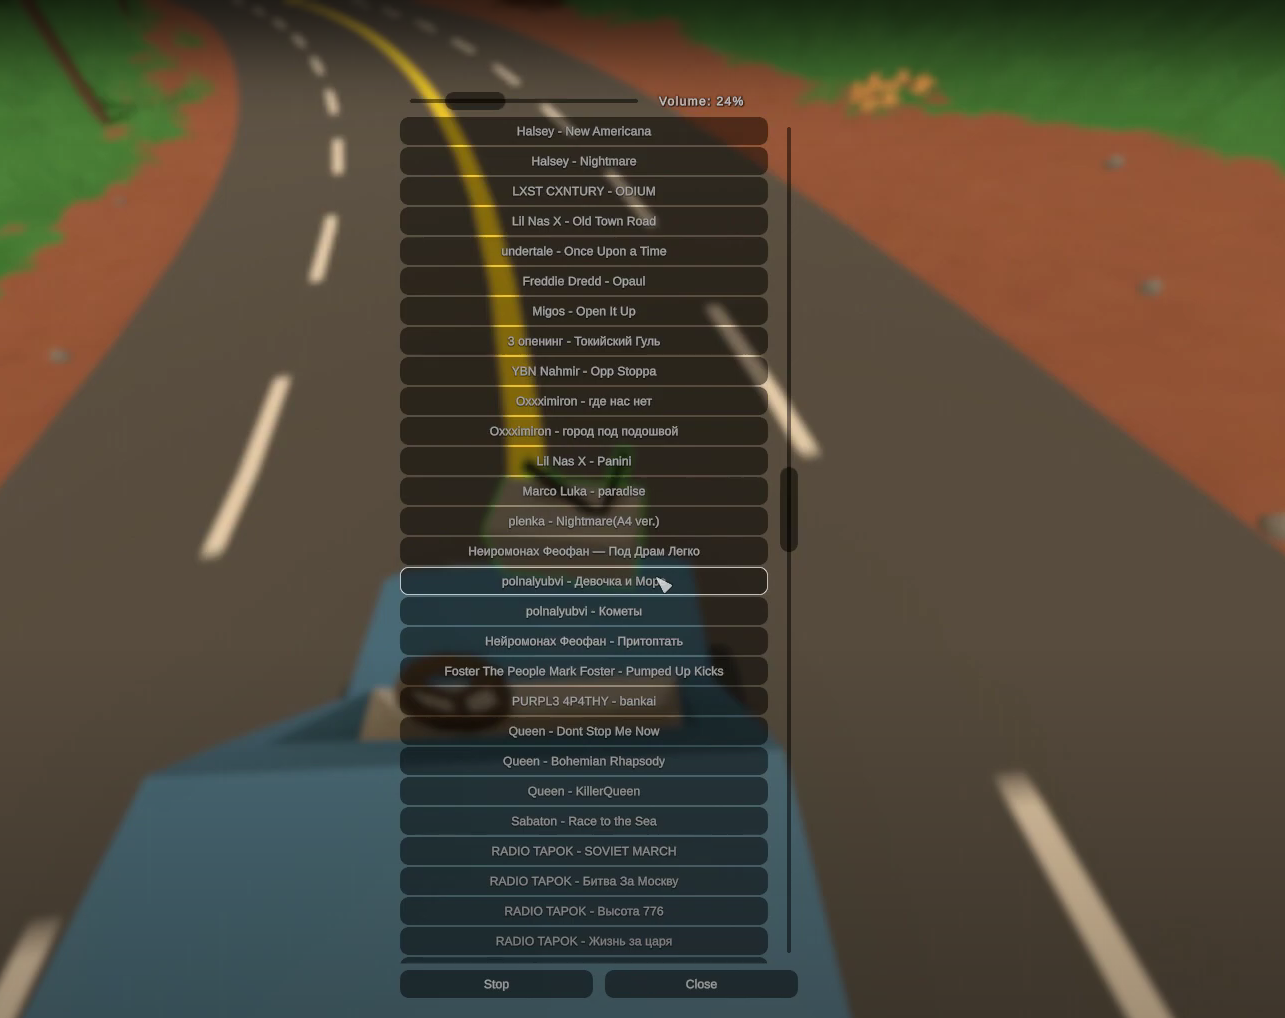 Volume: 24%
Halsey - New Americana
Halsey - Nightmare
LXST CXNTURY - ODIUM
Lil Nas X - Old Town Road
undertale - Once Upon a Time
Freddie Dredd - Opaul
Migos - Open It Up
3 опенинг - Токийский Гуль
YBN Nahmir - Opp Stoppa
Oxxximiron - где нас нет
Oxxximiron - город под подошвой
Lil Nas X - Panini
Marco Luka - paradise
plenka - Nightmare(A4 ver.)
Неиромонах Феофан — Под Драм Легко
polnalyubvi - Девочка и
polnalyubvi - Кометы
Нейромонах Феофан - Притоптать
Foster The People Mark Foster - Pumped Up Kicks
PURPL3 4P4THY - bankai
Queen - Dont Stop Me Now
Queen - Bohemian Rhapsody
Queen - KillerQueen
Sabaton - Race to the Sea
RADIO TAPOK - SOVIET MARCH
RADIO TAPOK - Битва За Москву
RADIO TAPOK - Высота 776
RADIO TAPOK - Жизнь за царя
Stop
Close